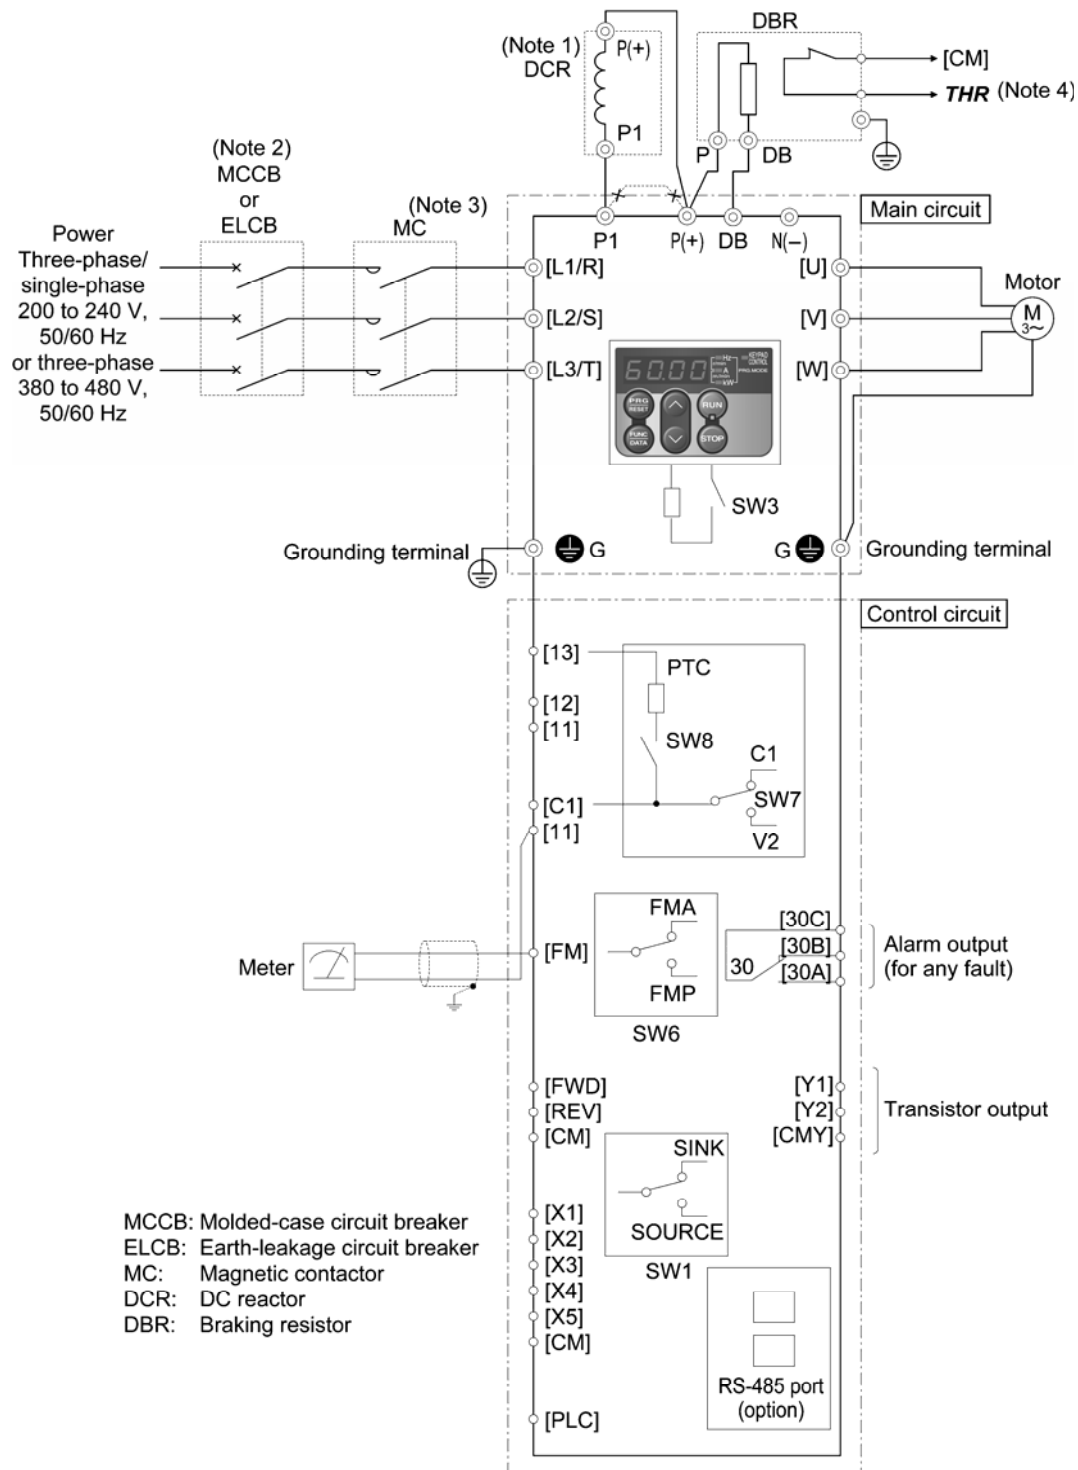 DBR
(Note 1)
DCR
P(+)
[CM]
THR (Note 4)
P1
P
DB
(Note 2)
MCCB
or
ELCB
(Note 3)
MC
Main circuit
P1
P(+)
DB
N(–)
Power
Three-phase/
single-phase
200 to 240 V,
50/60 Hz
or three-phase
380 to 480 V,
50/60 Hz
[L1/R]
[U]
Motor
[L2/S]
[V]
M
3~
[L3/T]
[W]
60.00
Hz
A
kW
KEYPAD
CONTROL
PRG.MODE
PRG
RESET
RUN
FUNC
DATA
STOP
SW3
Grounding terminal
G
G
Grounding terminal
Control circuit
[13]
PTC
[12]
[11]
SW8
C1
[C1]
SW7
[11]
V2
FMA
[30C]
Meter
[FM]
30
[30B]
Alarm output
(for any fault)
[30A]
FMP
SW6
[FWD]
[Y1]
[REV]
[Y2]
Transistor output
[CM]
[CMY]
SINK
SOURCE
SW1
MCCB: Molded-case circuit breaker
ELCB: Earth-leakage circuit breaker
MC: Magnetic contactor
DCR: DC reactor
DBR: Braking resistor
[X1]
[X2]
[X3]
[X4]
[X5]
[CM]
RS-485 port
(option)
[PLC]